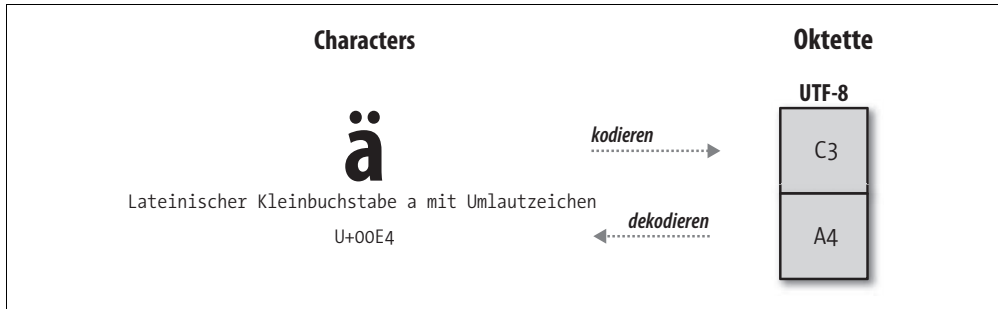 Characters
Oktette
UTF-8
ä
kodieren
C3
Lateinischer Kleinbuchstabe a mit Umlautzeichen
dekodieren
U+00E4
A4